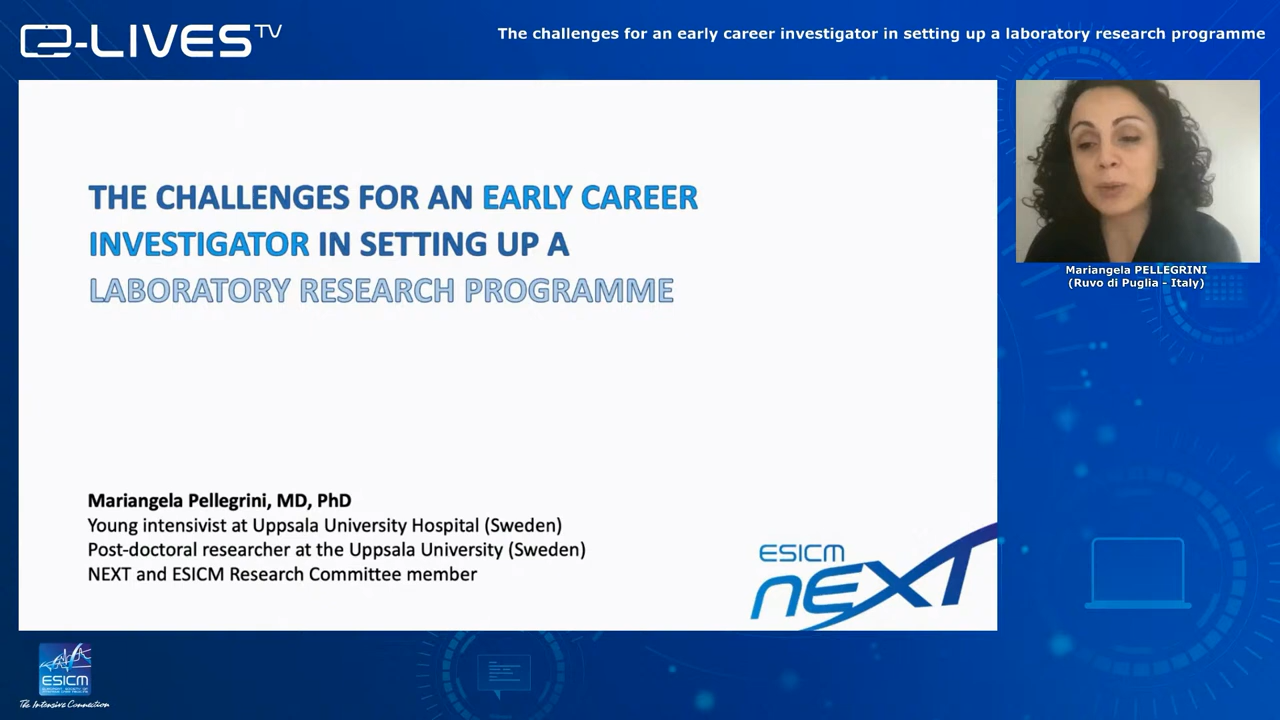 e-LIVES TV
The challenges for an early career investigator in setting up a laboratory research programme
THE CHALLENGES FOR AN EARLY CAREER
INVESTIGATOR IN SETTING UP A
LABORATORY RESEARCH PROGRAMME
Mariangela PELLEGRINI
(Ruvo di Puglia - Italy)
Mariangela Pellegrini, MD, PhD
Young intensivist at Uppsala University Hospital (Sweden)
Post-doctoral researcher at the Uppsala University (Sweden)
NEXT and ESICM Research Committee member
ESICM
nEXT
ESICM
The Intensive Connection